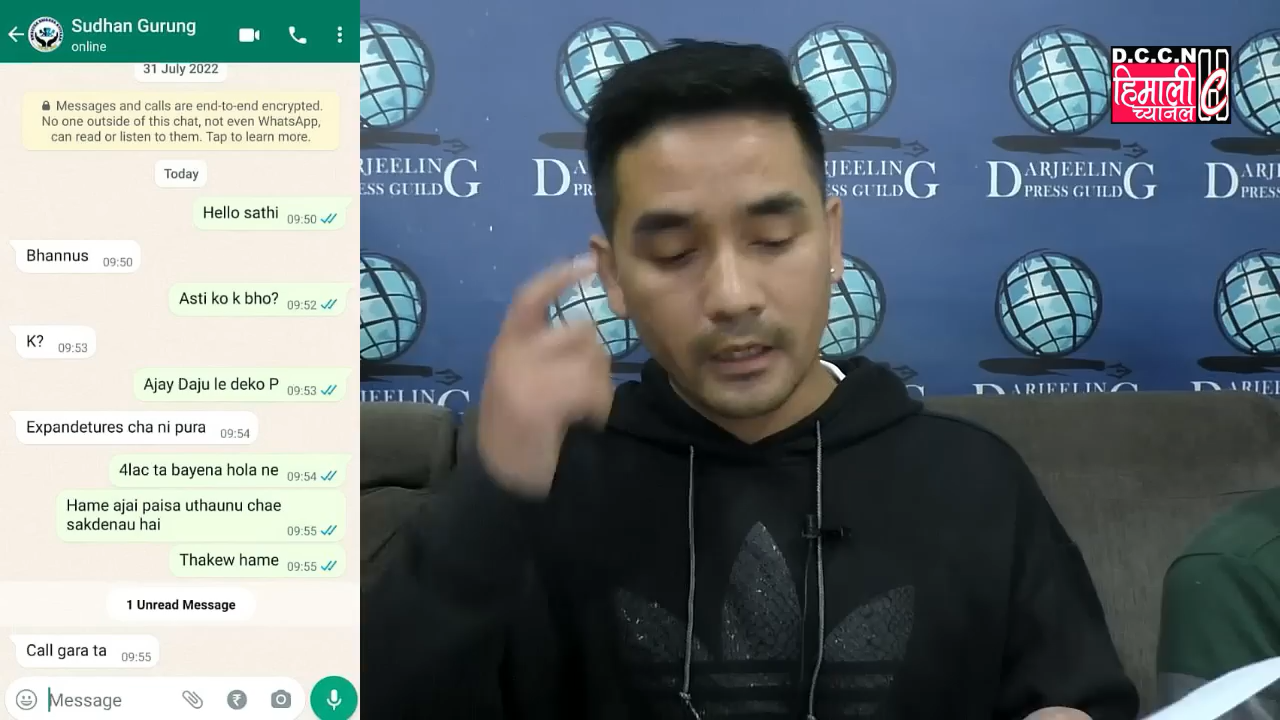 Sudhan Gurung
online
31 July 2022
Messages and calls are end-to-end encrypted.
No one outside of this chat, not even WhatsApp,
can read or listen to them. Tap to learn more.
Today
Hello sathi 09:50
Bhannus 09:50
Asti ko k bho? 09:52
K? 09:53
Ajay Daju le deko P 09:53
Expandetures cha ni pura 09:54
4lac ta bayena hola ne 09:54
Hame ajai paisa uthaunu chae
sakdenau hai 09:55
Thakew hame 09:55
1 Unread Message
Call gara ta 09:55
Message
D.C.C.N
हिमाली
च्यानल
RJEELING
ESS GUILD
D
DARJEELING
PRESS GUILD
DARJEELING
PRES
DARJEELING
DARJEELING
DARJEELING